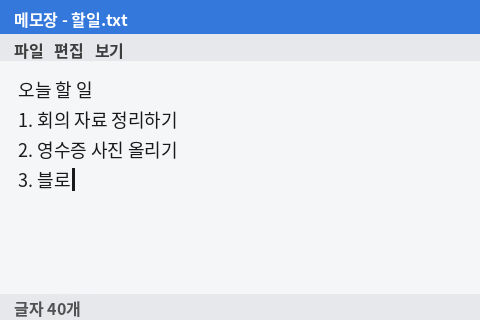 메모장 - 할일.txt
파일 편집 보기
오늘 할 일
1. 회의 자료 정리하기
2. 영수증 사진 올리기
3. 블로
글자 40개